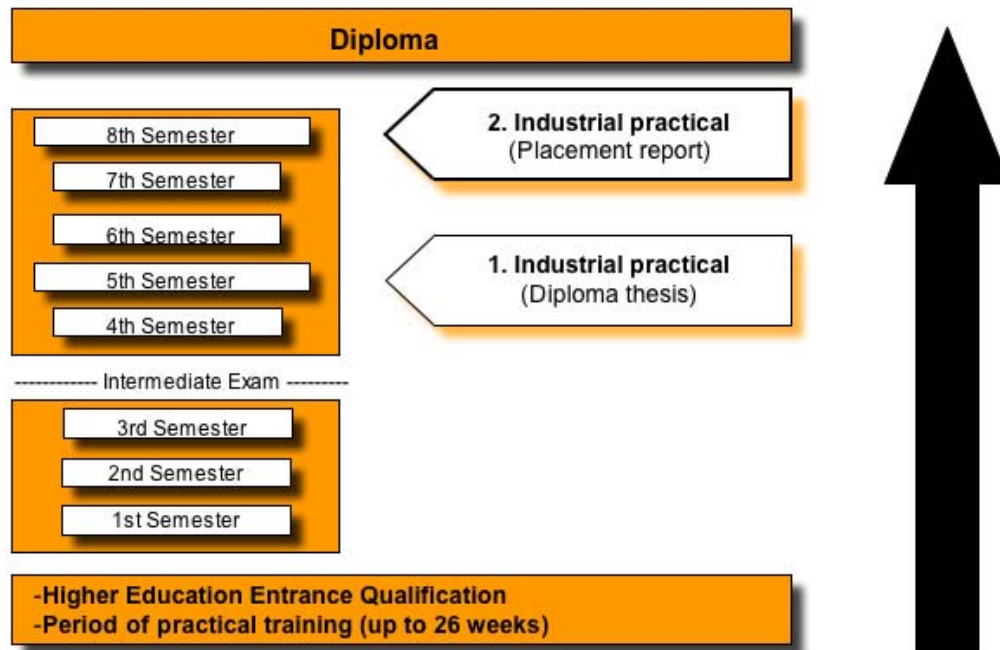 Diploma
8th Semester
7th Semester
6th Semester
5th Semester
4th Semester
2. Industrial practical
(Placement report)
1. Industrial practical
(Diploma thesis)
------------ Intermediate Exam ---------
3rd Semester
2nd Semester
1st Semester
-Higher Education Entrance Qualification
-Period of practical training (up to 26 weeks)